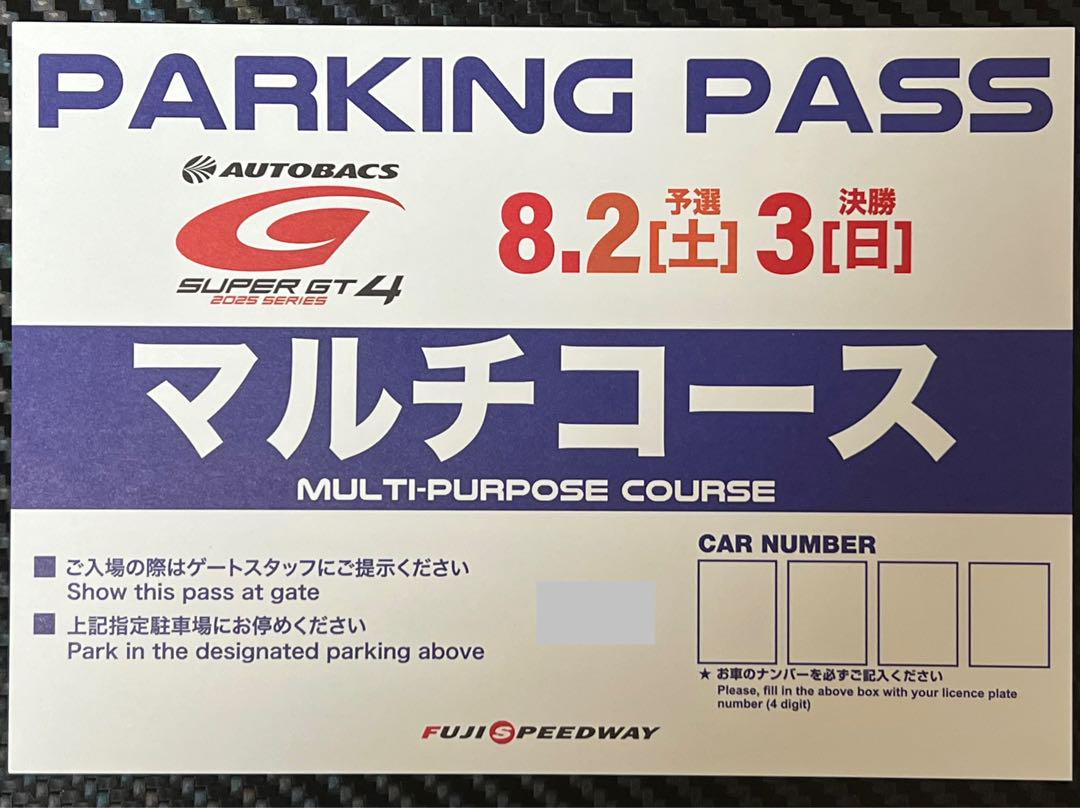 PARKING PASS
AUTOBACS
SUPER GT 4
2025 SERIES
予選 決勝
8.2[土] 3[日]
マルチコース
MULTI-PURPOSE COURSE
■ ご入場の際はゲートスタッフにご提示ください
Show this pass at gate
■ 上記指定駐車場にお停めください
Park in the designated parking above
CAR NUMBER
★ お車のナンバーを必ずご記入ください
Please, fill in the above box with your licence plate
number (4 digit)
FUJI SPEEDWAY